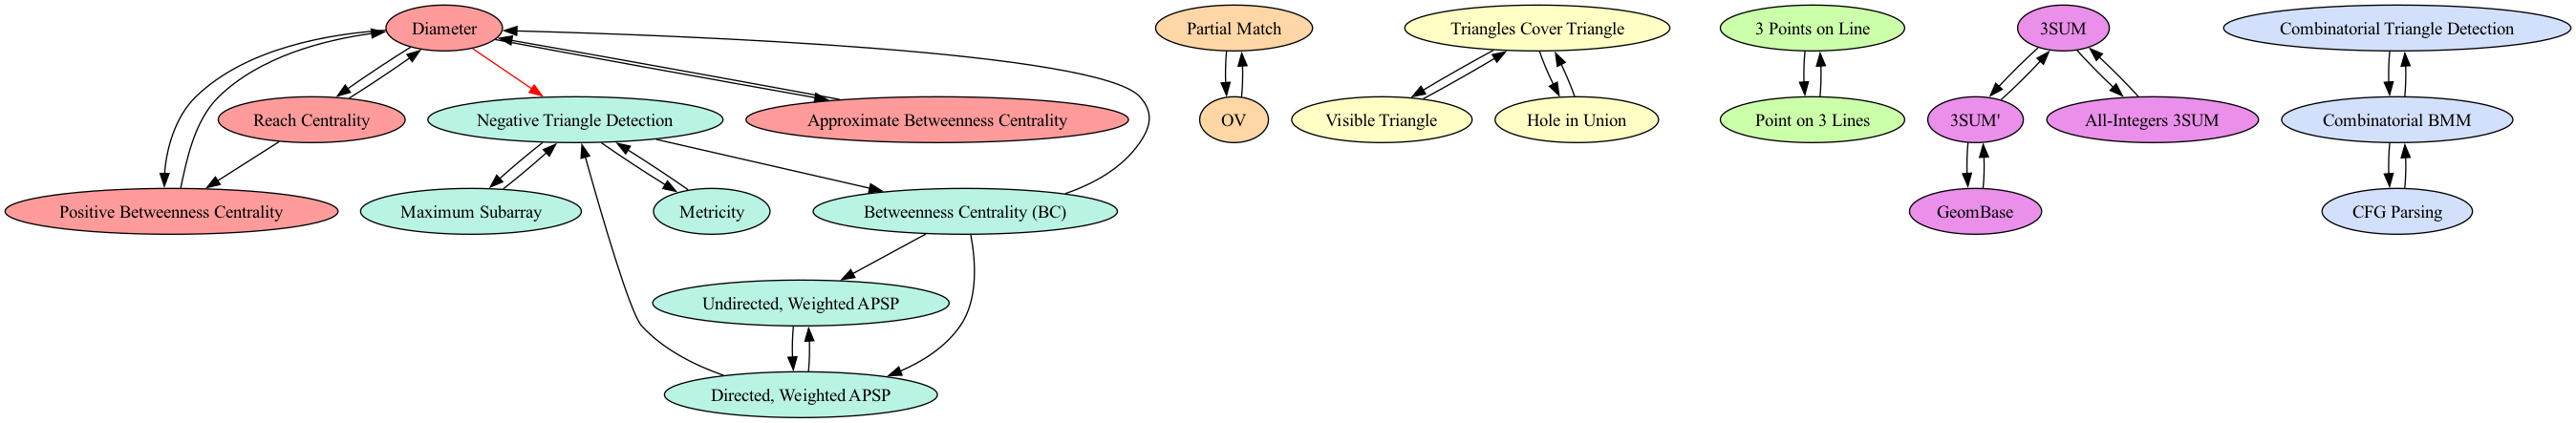 Diameter
Partial Match
Triangles Cover Triangle
3 Points on Line
3SUM
Combinatorial Triangle Detection
Reach Centrality
Negative Triangle Detection
Approximate Betweenness Centrality
OV
Visible Triangle
Hole in Union
Point on 3 Lines
3SUM'
All-Integers 3SUM
Combinatorial BMM
Positive Betweenness Centrality
Maximum Subarray
Metricity
Betweenness Centrality (BC)
GeomBase
CFG Parsing
Undirected, Weighted APSP
Directed, Weighted APSP